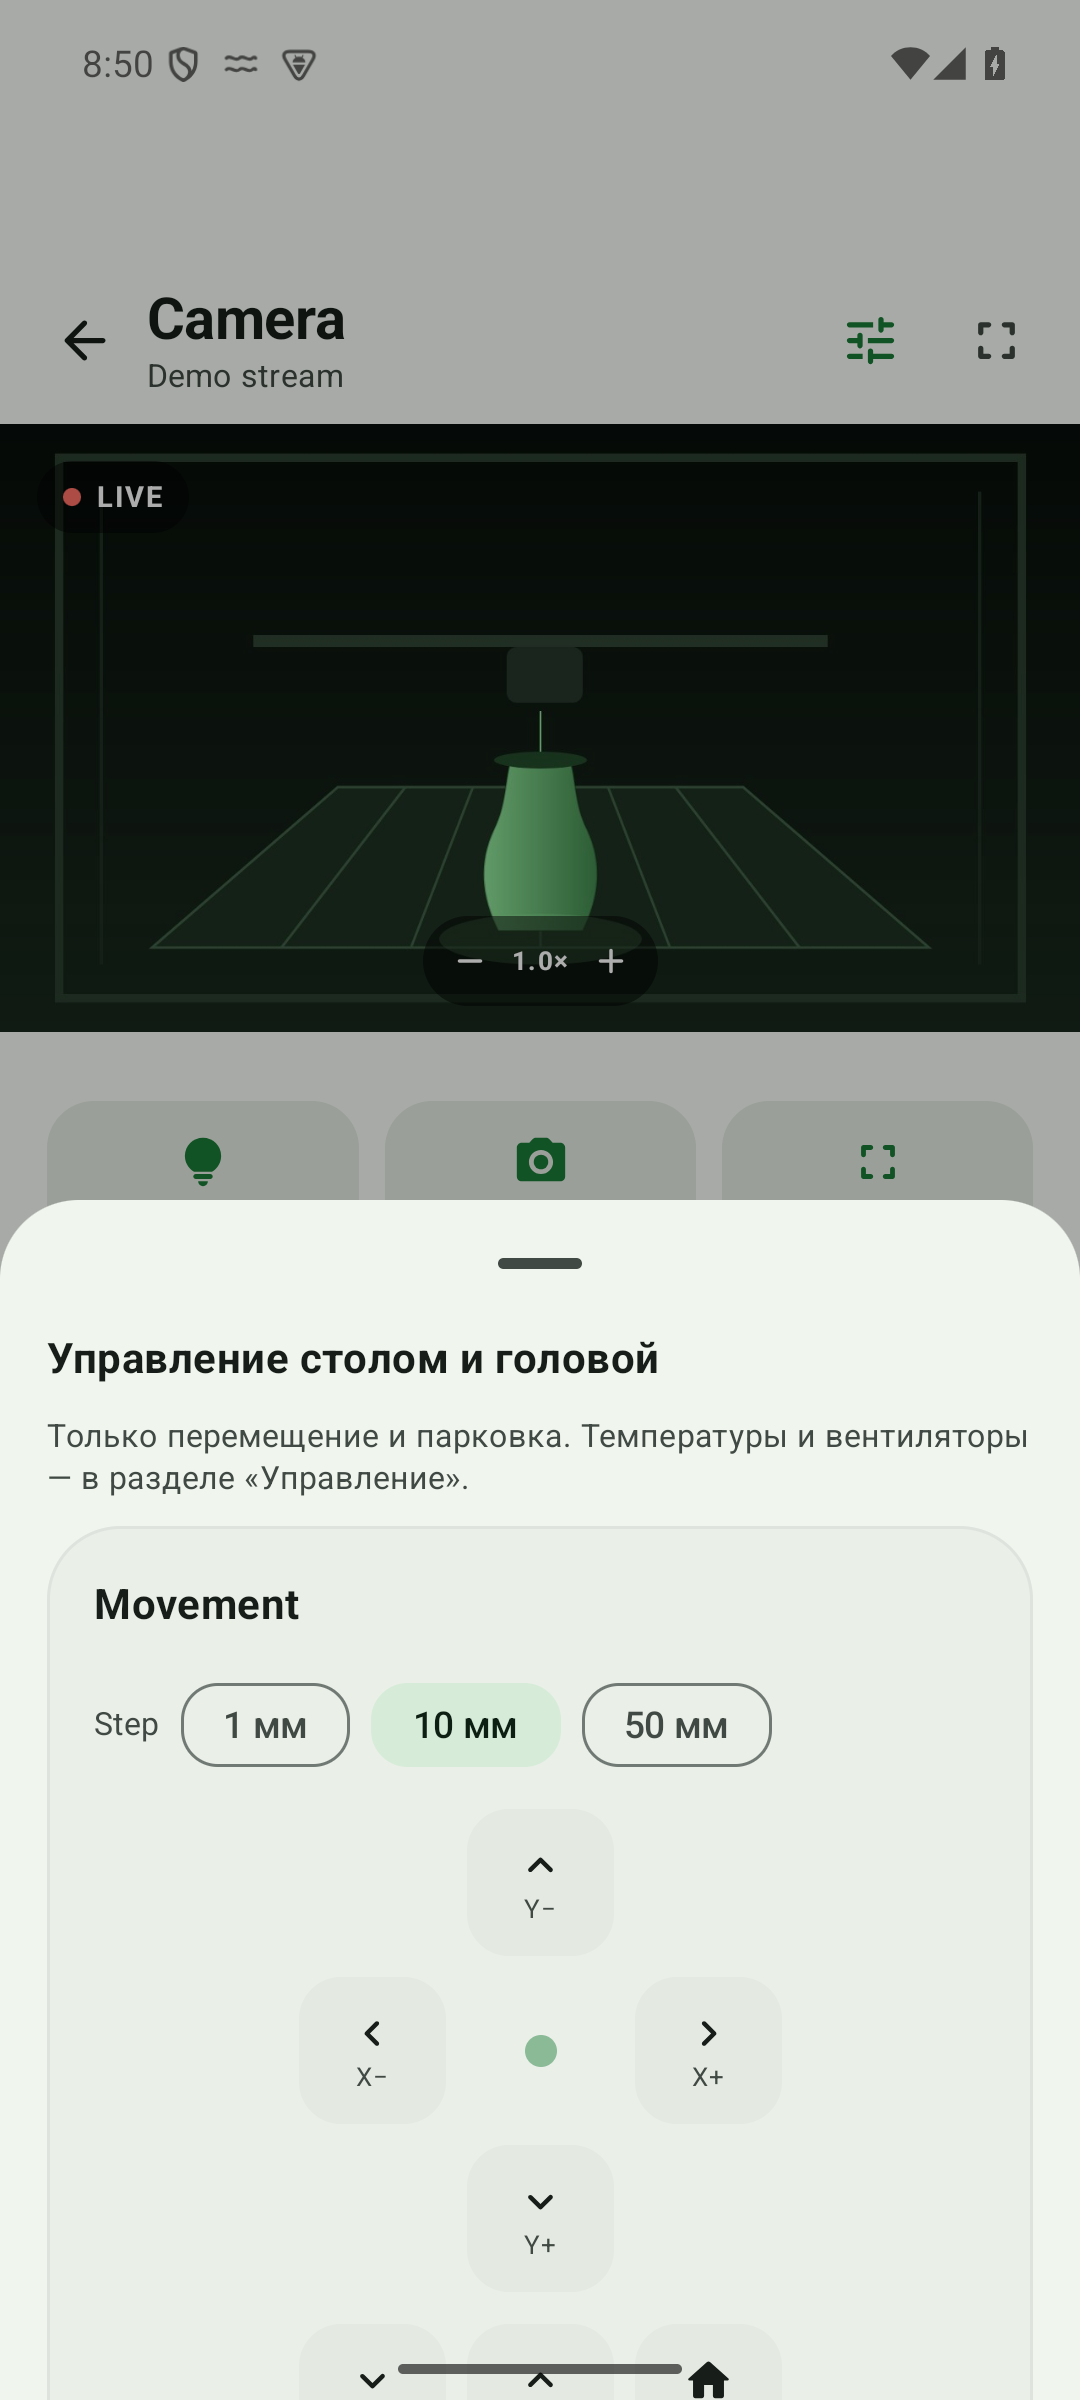 8:50
Camera
Demo stream
LIVE
1.0×
Управление столом и головой
Только перемещение и парковка. Температуры и вентиляторы
— в разделе «Управление».
Movement
Step 1 мм 10 мм 50 мм
Y−
X− X+
Y+